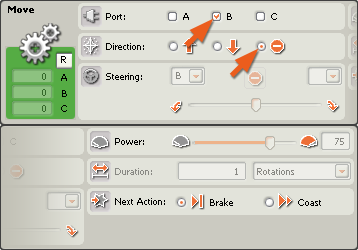 Move
Port: A B C
Direction:
R
0 A
Steering: B
0 B
0 C
C
Power: 75
Duration: 1 Rotations
Next Action: Brake Coast